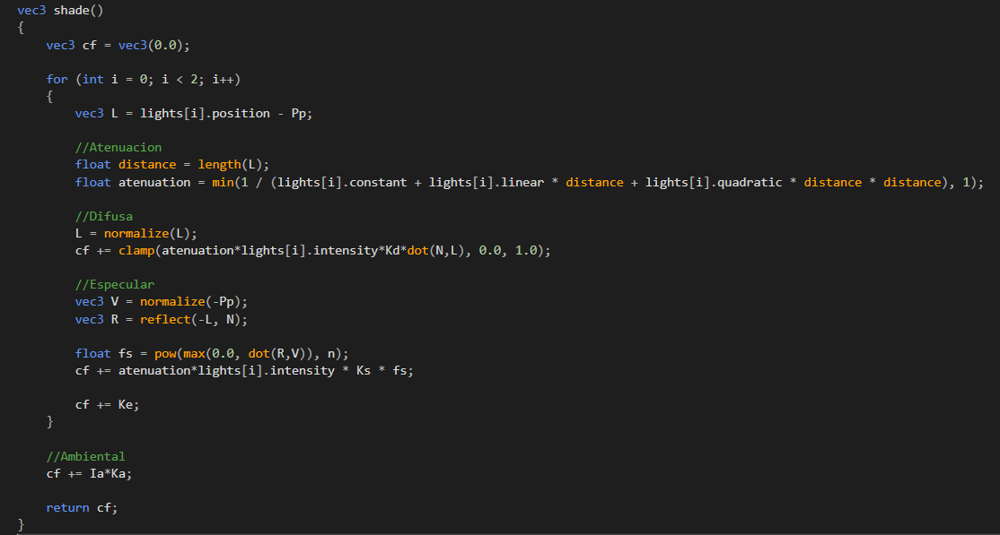 vec3 shade()
{
    vec3 cf = vec3(0.0);

    for (int i = 0; i < 2; i++)
    {
        vec3 L = lights[i].position - Pp;

        //Atenuacion
        float distance = length(L);
        float atenuation = min(1 / (lights[i].constant + lights[i].linear * distance + lights[i].quadratic * distance * distance), 1);

        //Difusa
        L = normalize(L);
        cf += clamp(atenuation*lights[i].intensity*Kd*dot(N,L), 0.0, 1.0);

        //Especular
        vec3 V = normalize(-Pp);
        vec3 R = reflect(-L, N);

        float fs = pow(max(0.0, dot(R,V)), n);
        cf += atenuation*lights[i].intensity * Ks * fs;

        cf += Ke;
    }

    //Ambiental
    cf += Ia*Ka;

    return cf;
}